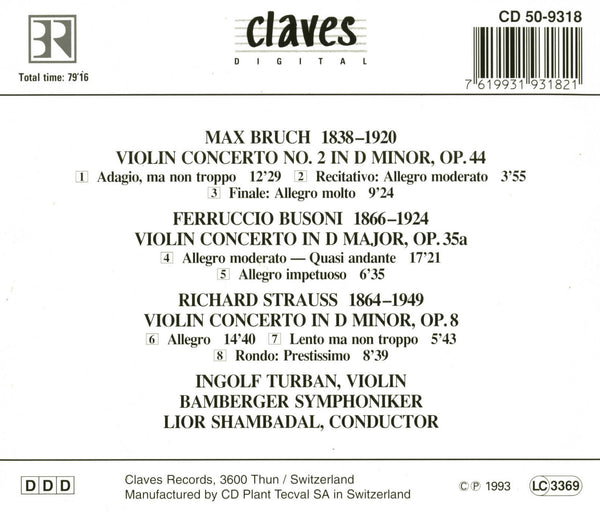 BR
Total time: 79'16
claves
DIGITAL
CD 50-9318
7 619931 931821
MAX BRUCH 1838–1920
VIOLIN CONCERTO NO. 2 IN D MINOR, OP. 44
1 Adagio, ma non troppo 12'29 2 Recitativo: Allegro moderato 3'55
3 Finale: Allegro molto 9'24
FERRUCCIO BUSONI 1866–1924
VIOLIN CONCERTO IN D MAJOR, OP. 35a
4 Allegro moderato — Quasi andante 17'21
5 Allegro impetuoso 6'35
RICHARD STRAUSS 1864–1949
VIOLIN CONCERTO IN D MINOR, OP. 8
6 Allegro 14'40 7 Lento ma non troppo 5'43
8 Rondo: Prestissimo 8'39
INGOLF TURBAN, VIOLIN
BAMBERGER SYMPHONIKER
LIOR SHAMBADAL, CONDUCTOR
DDD
Claves Records, 3600 Thun / Switzerland
Manufactured by CD Plant Tecval SA in Switzerland
© ℗ 1993
LC 3369